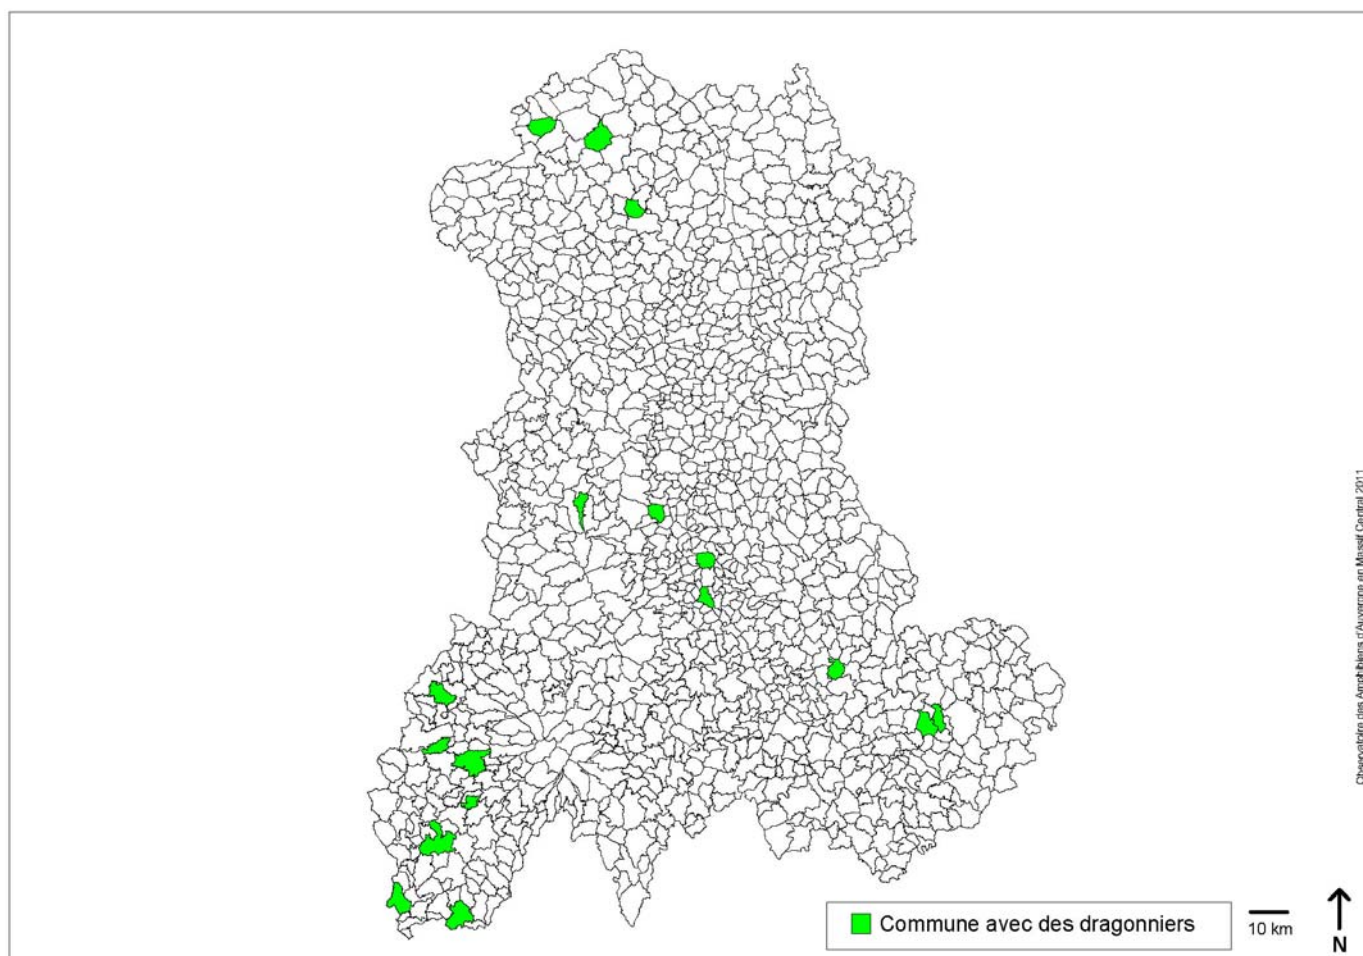 Commune avec des dragonniers
10 km
N
Observatoire des Amphibiens d'Auvergne en Massif Central 2011